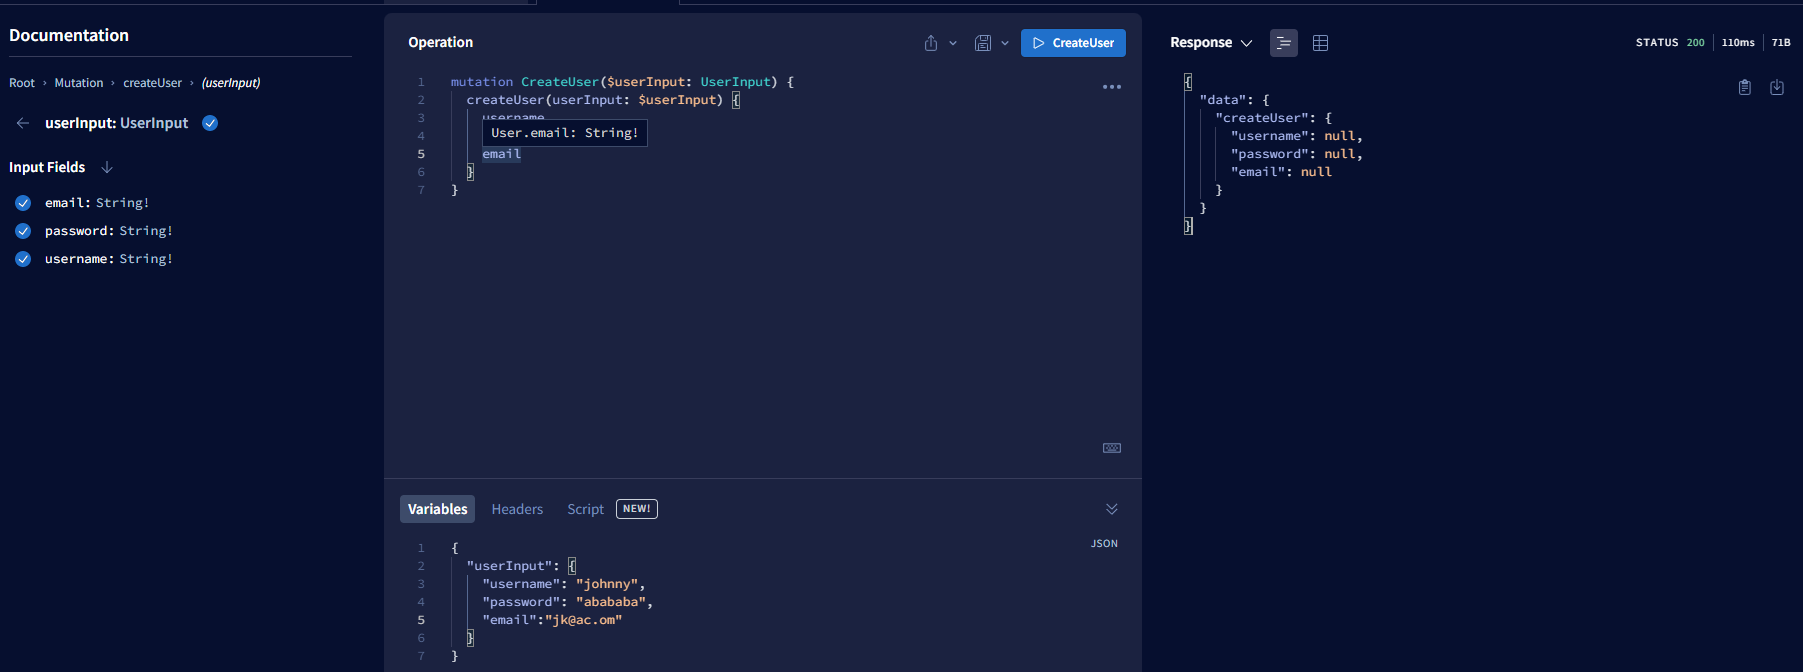 Documentation
Root › Mutation › createUser › (userInput)
userInput: UserInput
Input Fields
email: String!
password: String!
username: String!
Operation
CreateUser
1 mutation CreateUser($userInput: UserInput) {
2 createUser(userInput: $userInput) {
3 username
4
User.email: String!
5 email
6 }
7 }
Variables Headers Script NEW!
JSON
1 {
2 "userInput": {
3 "username": "johnny",
4 "password": "abababa",
5 "email":"jk@ac.om"
6 }
7 }
Response
STATUS 200 110ms 71B
{
"data": {
"createUser": {
"username": null,
"password": null,
"email": null
}
}
}